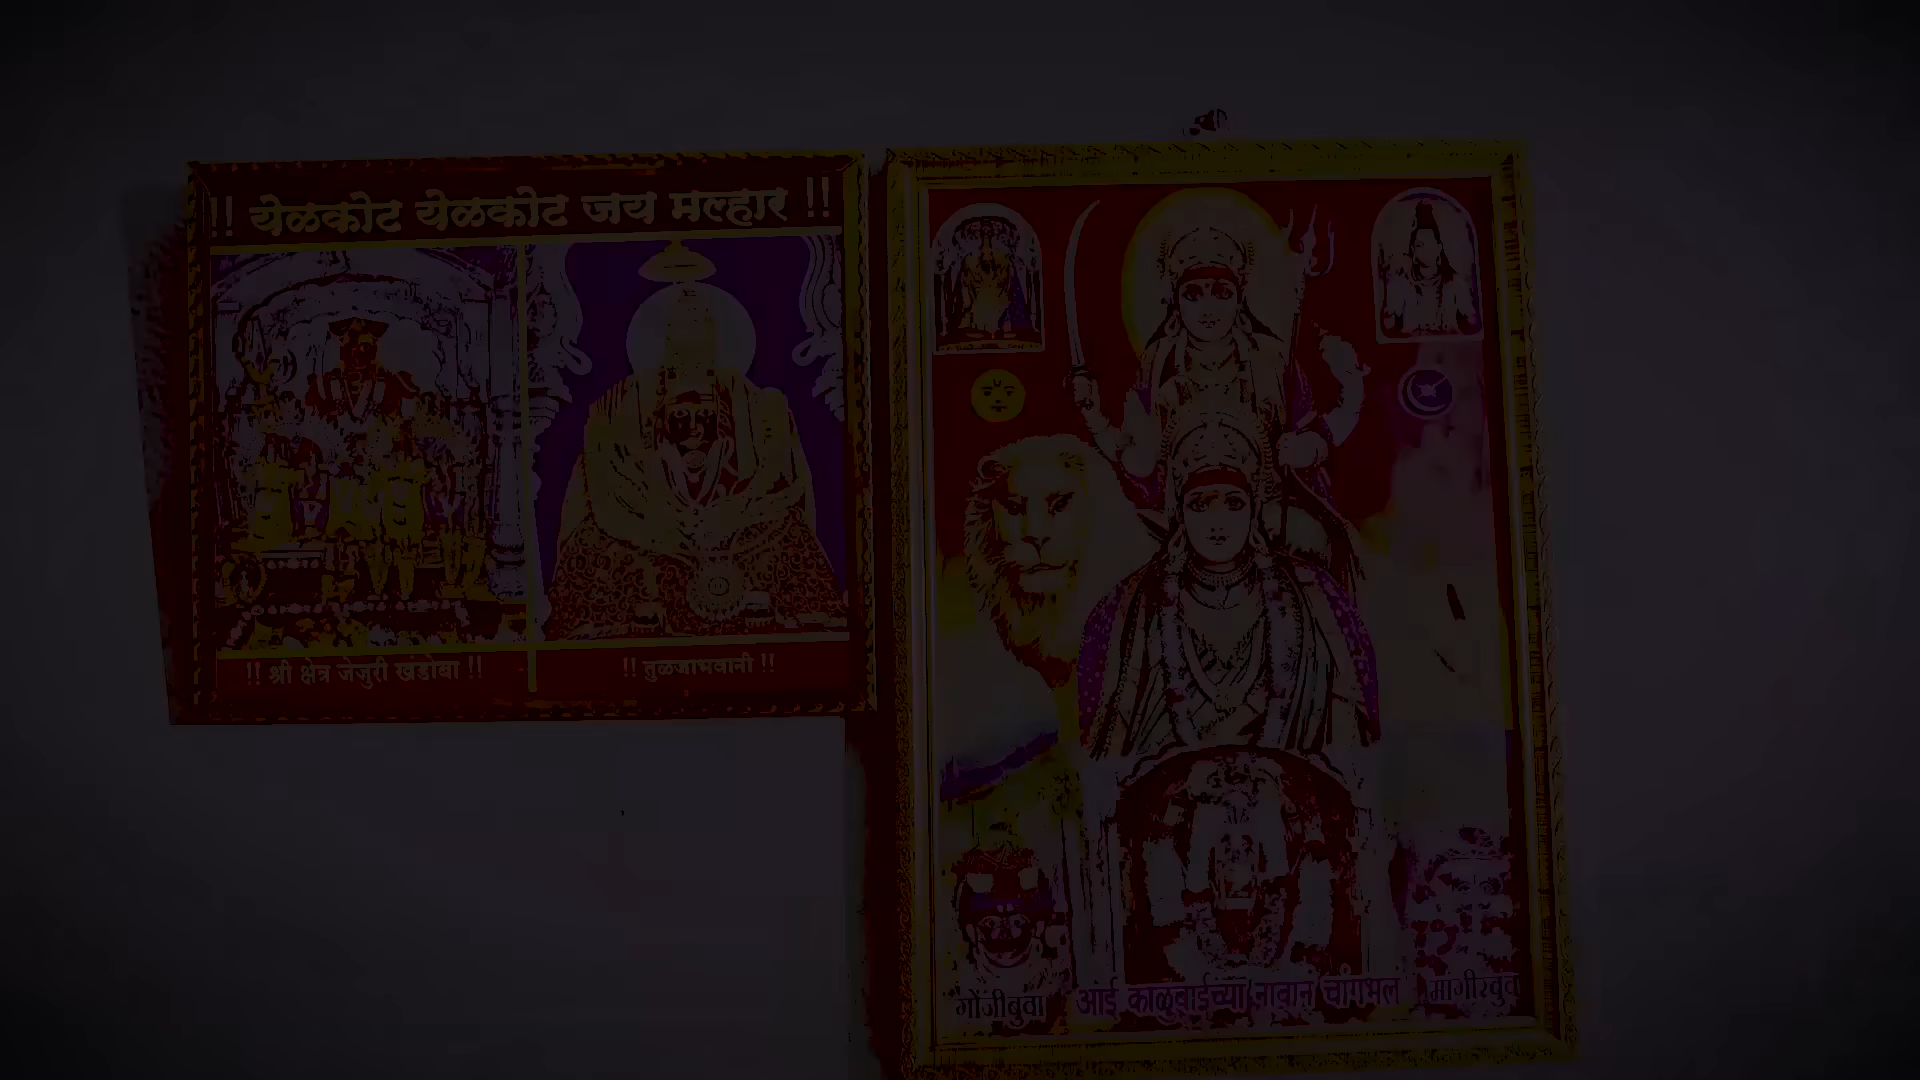 !! येळकोट येळकोट जय मल्हार !!
!! श्री क्षेत्र जेजुरी खंडोबा !!
!! तुळजाभवानी !!
गोंजीबुवा
आई काळुबाईच्या नावानं चांगभलं
मांगीरबुवा